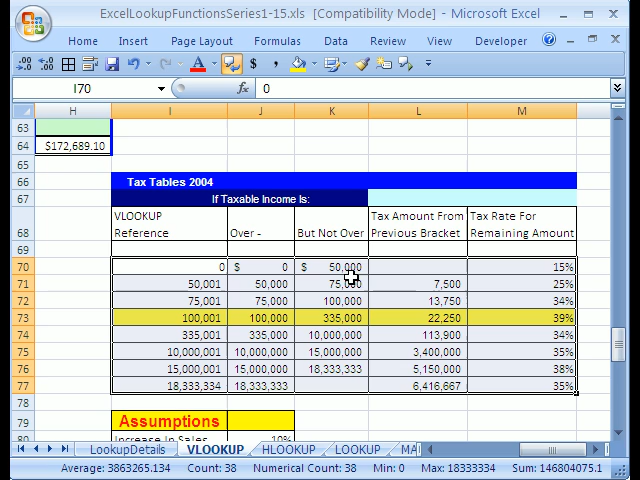 ExcelLookupFunctionsSeries1-15.xls [Compatibility Mode] - Microsoft Excel
Home Insert Page Layout Formulas Data Review View Developer
I70 fx 0
H I J K L M
63
64 $172,689.10
65
66 Tax Tables 2004
67 If Taxable Income Is:
VLOOKUP Tax Amount From Tax Rate For
68 Reference Over - But Not Over Previous Bracket Remaining Amount
69
70 0 $ 0 $ 50,000 15%
71 50,001 50,000 75,000 7,500 25%
72 75,001 75,000 100,000 13,750 34%
73 100,001 100,000 335,000 22,250 39%
74 335,001 335,000 10,000,000 113,900 34%
75 10,000,001 10,000,000 15,000,000 3,400,000 35%
76 15,000,001 15,000,000 18,333,333 5,150,000 38%
77 18,333,334 18,333,333 6,416,667 35%
78
79 Assumptions
80 Increase In Sales 10%
LookupDetails VLOOKUP HLOOKUP LOOKUP MA
Average: 3863265.134 Count: 38 Numerical Count: 38 Min: 0 Max: 18333334 Sum: 146804075.1